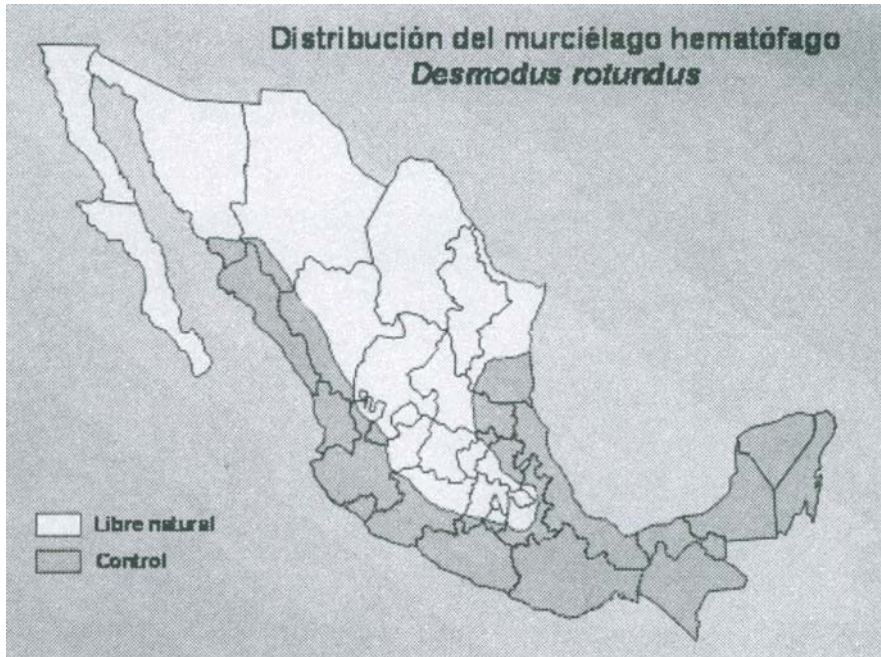 Distribución del murciélago hematófago
Desmodus rotundus
Libre natural
Control